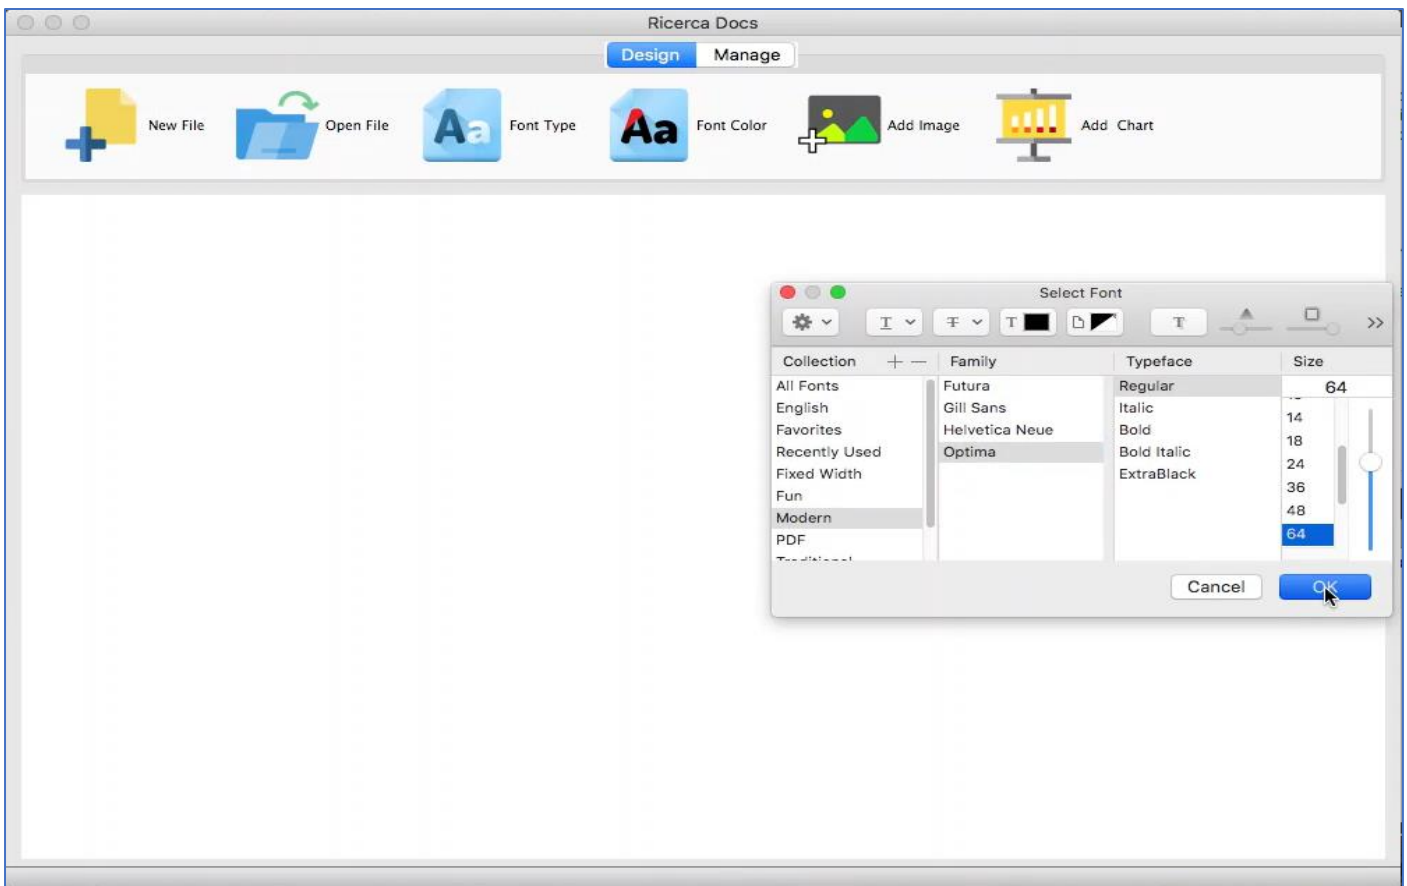 Ricerca Docs
Design Manage
New File Open File Font Type Font Color Add Image Add Chart
Select Font
Collection Family Typeface Size
All Fonts Futura Regular 64
English Gill Sans Italic 14
Favorites Helvetica Neue Bold 18
Recently Used Optima Bold Italic 24
Fixed Width ExtraBlack 36
Fun 48
Modern 64
PDF
Traditional
Cancel OK